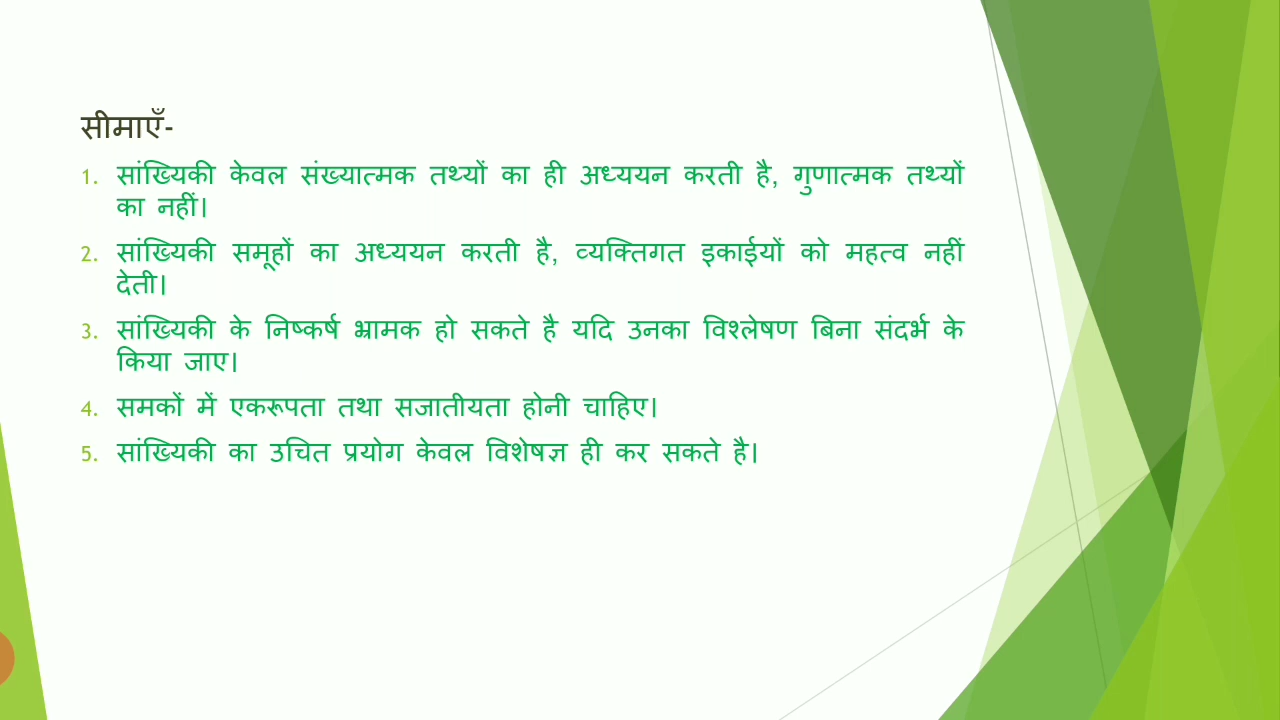 सीमाएँ-
1. सांख्यिकी केवल संख्यात्मक तथ्यों का ही अध्ययन करती है, गुणात्मक तथ्यों
का नहीं।
2. सांख्यिकी समूहों का अध्ययन करती है, व्यक्तिगत इकाईयों को महत्व नहीं
देती।
3. सांख्यिकी के निष्कर्ष भ्रामक हो सकते है यदि उनका विश्लेषण बिना संदर्भ के
किया जाए।
4. समकों में एकरूपता तथा सजातीयता होनी चाहिए।
5. सांख्यिकी का उचित प्रयोग केवल विशेषज्ञ ही कर सकते है।